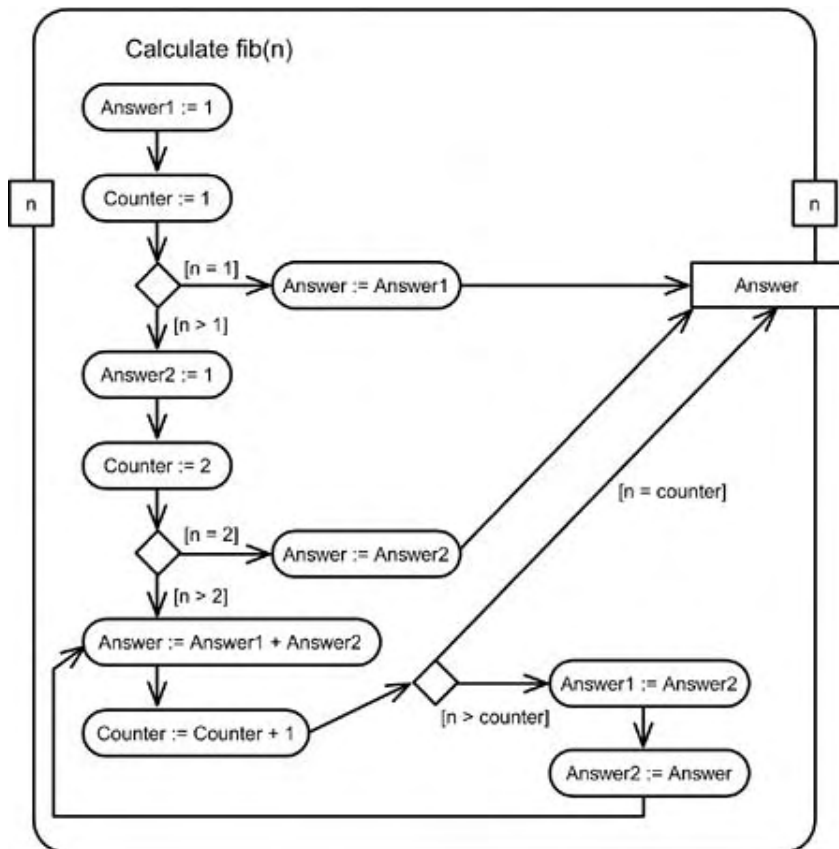 Calculate fib(n)
Answer1 := 1
Counter := 1
n
n
[n = 1]
Answer := Answer1
Answer
[n > 1]
Answer2 := 1
Counter := 2
[n = counter]
[n = 2]
Answer := Answer2
[n > 2]
Answer := Answer1 + Answer2
Answer1 := Answer2
[n > counter]
Counter := Counter + 1
Answer2 := Answer